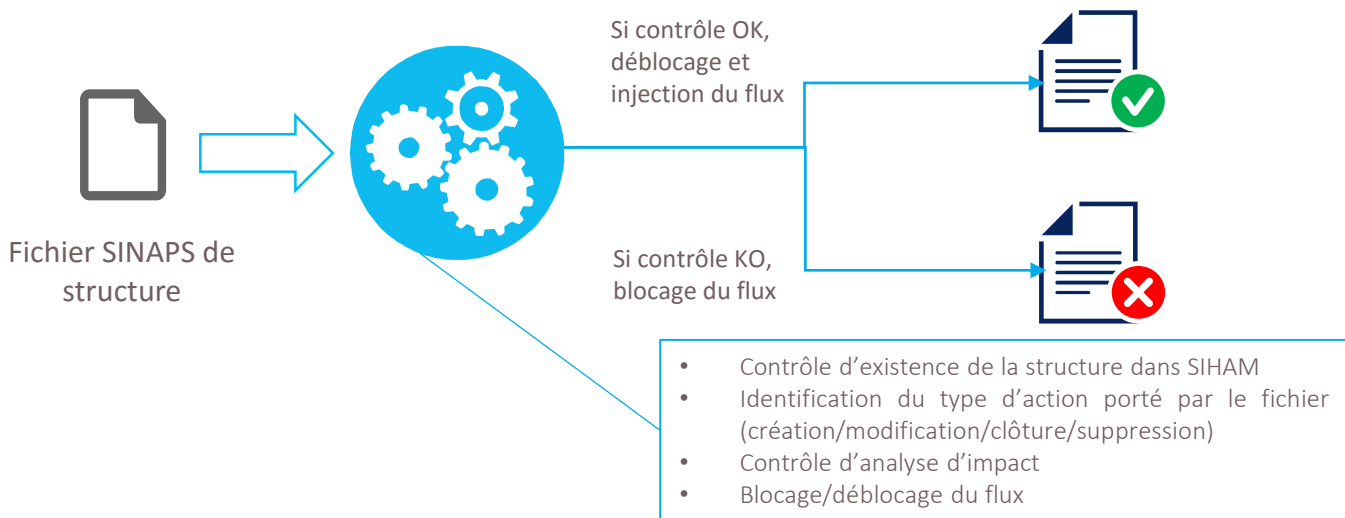 Si contrôle OK,
déblocage et
injection du flux
Fichier SINAPS de
structure
Si contrôle KO,
blocage du flux
• Contrôle d’existence de la structure dans SIHAM
• Identification du type d’action porté par le fichier
(création/modification/clôture/suppression)
• Contrôle d’analyse d’impact
• Blocage/déblocage du flux